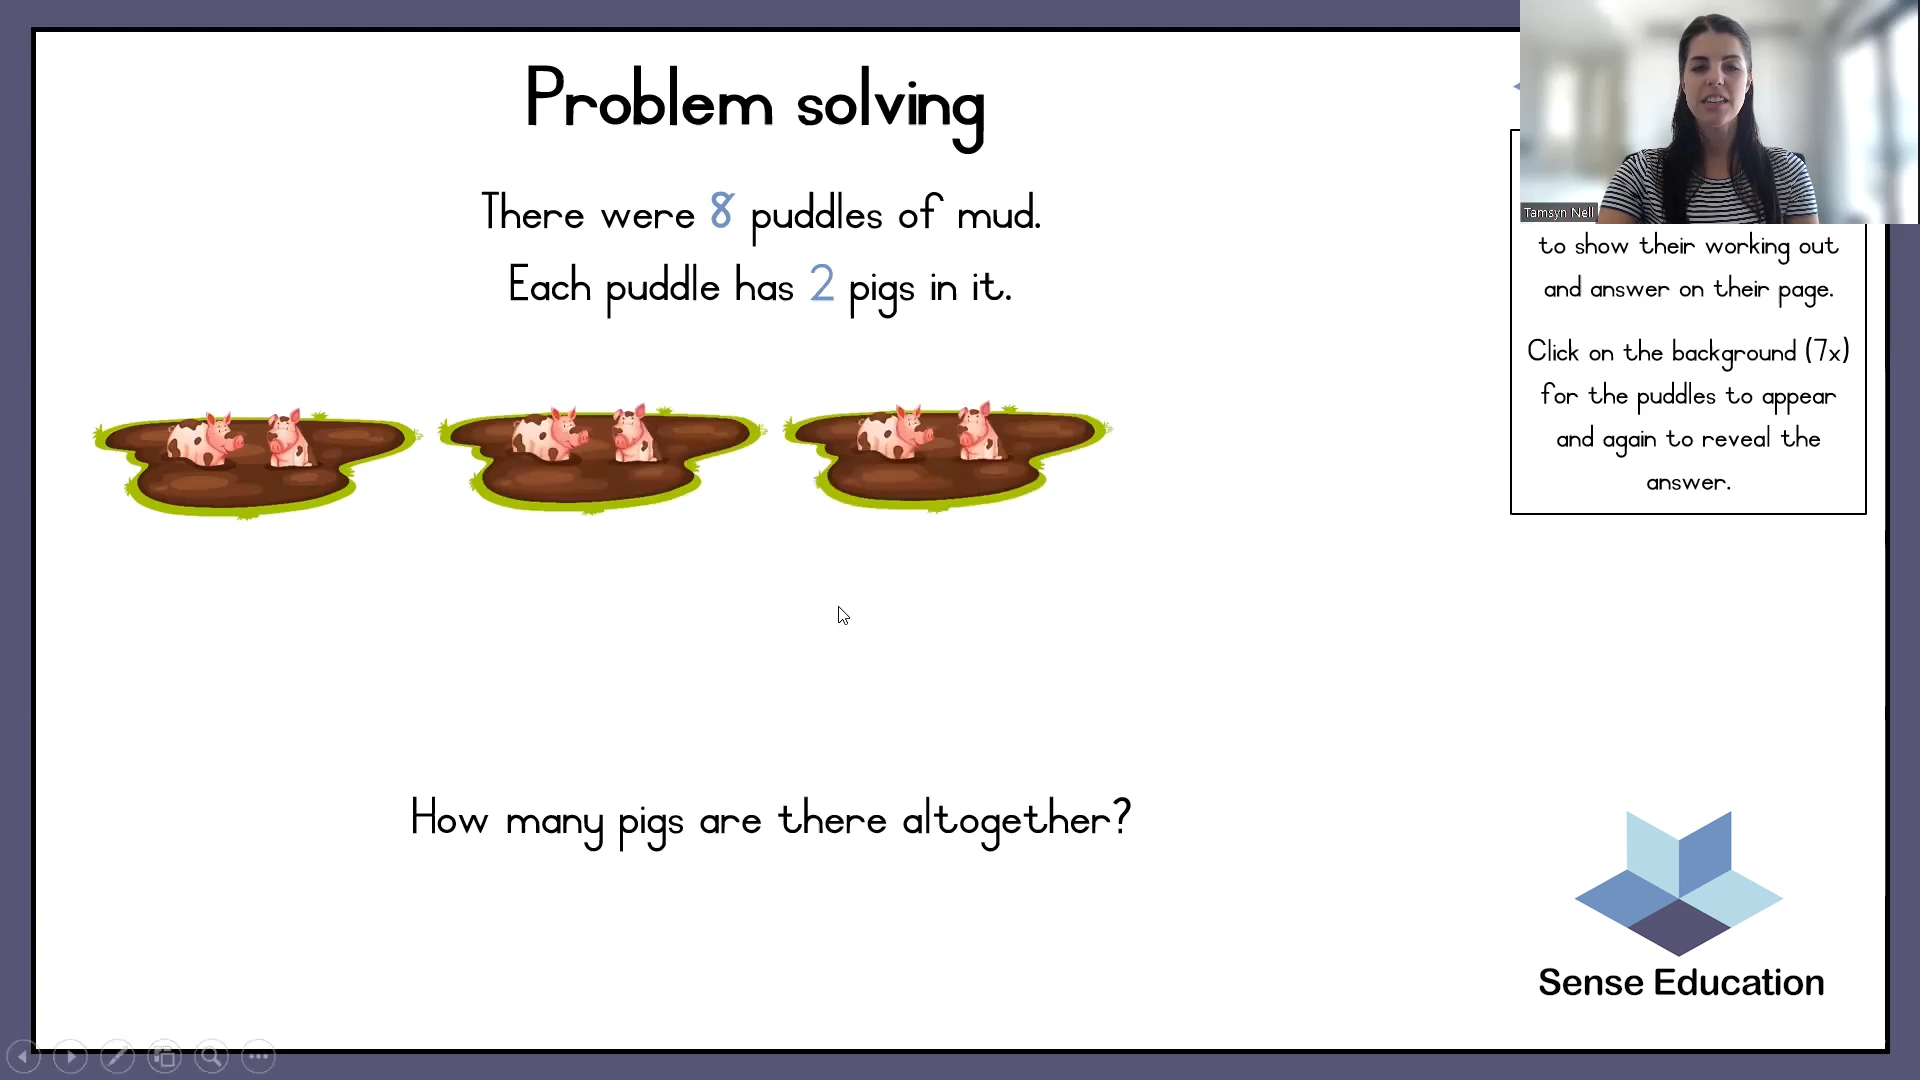 Problem solving
There were 8 puddles of mud.
Each puddle has 2 pigs in it.
How many pigs are there altogether?
Tamsyn Nell
to show their working out
and answer on their page.
Click on the background (7x)
for the puddles to appear
and again to reveal the
answer.
Sense Education